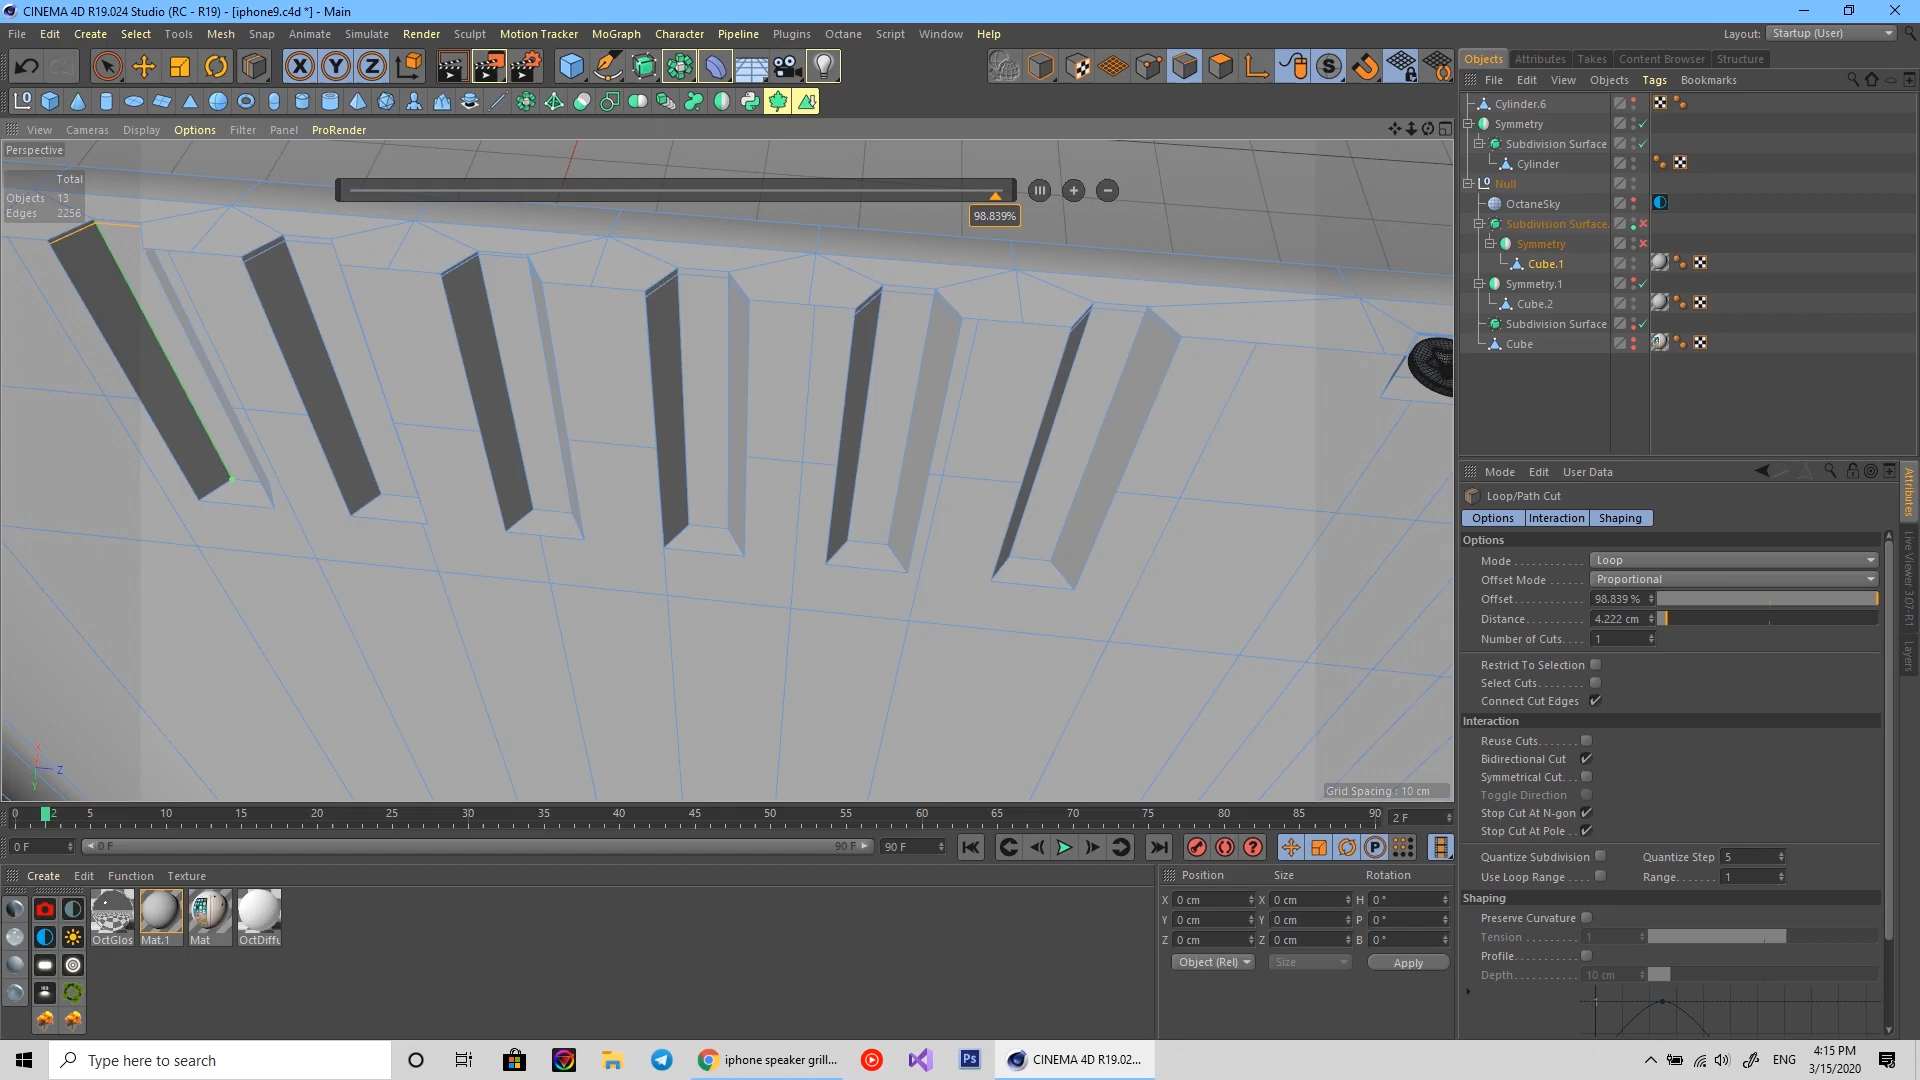 CINEMA 4D R19.024 Studio (RC - R19) - [iphone9.c4d *] - Main
File Edit Create Select Tools Mesh Snap Animate Simulate Render Sculpt Motion Tracker MoGraph Character Pipeline Plugins Octane Script Window Help
Layout: Startup (User)
Objects Attributes Takes Content Browser Structure
File Edit View Objects Tags Bookmarks
View Cameras Display Options Filter Panel ProRender
Perspective
Total
Objects 13
Edges 2256
98.839%
Cylinder.6
Symmetry
Subdivision Surface
Cylinder
Null
OctaneSky
Subdivision Surface.
Symmetry
Cube.1
Symmetry.1
Cube.2
Subdivision Surface
Cube
Mode Edit User Data
Loop/Path Cut
Options Interaction Shaping
Options
Mode Loop
Offset Mode Proportional
Offset 98.839 %
Distance 4.222 cm
Number of Cuts 1
Restrict To Selection
Select Cuts
Connect Cut Edges
Interaction
Reuse Cuts
Bidirectional Cut
Symmetrical Cut
Toggle Direction
Stop Cut At N-gon
Stop Cut At Pole
Quantize Subdivision Quantize Step 5
Use Loop Range Range 1
Shaping
Preserve Curvature
Tension 1
Profile
Depth 10 cm
Attributes
Live Viewer 3.07-R1
Layers
X Z Y
Grid Spacing : 10 cm
0 2 5 10 15 20 25 30 35 40 45 50 55 60 65 70 75 80 85 90 2 F
0 F 0 F 90 F 90 F
Create Edit Function Texture
OctGlos Mat.1 Mat OctDiffu
Position Size Rotation
X 0 cm X 0 cm H 0 °
Y 0 cm Y 0 cm P 0 °
Z 0 cm Z 0 cm B 0 °
Object (Rel) Size Apply
Type here to search
iphone speaker grill...
CINEMA 4D R19.02...
ENG
4:15 PM
3/15/2020